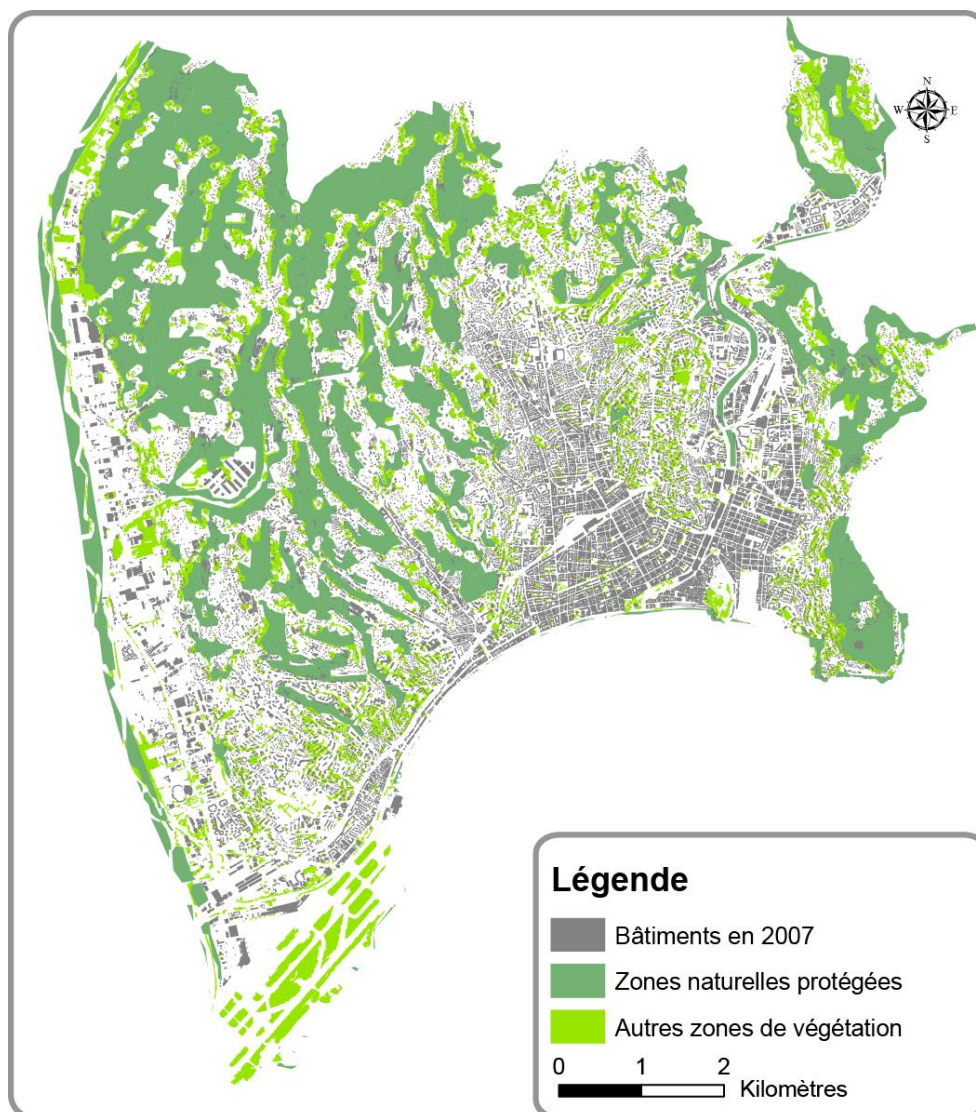 N
W E
S
Légende
Bâtiments en 2007
Zones naturelles protégées
Autres zones de végétation
0 1 2
Kilomètres